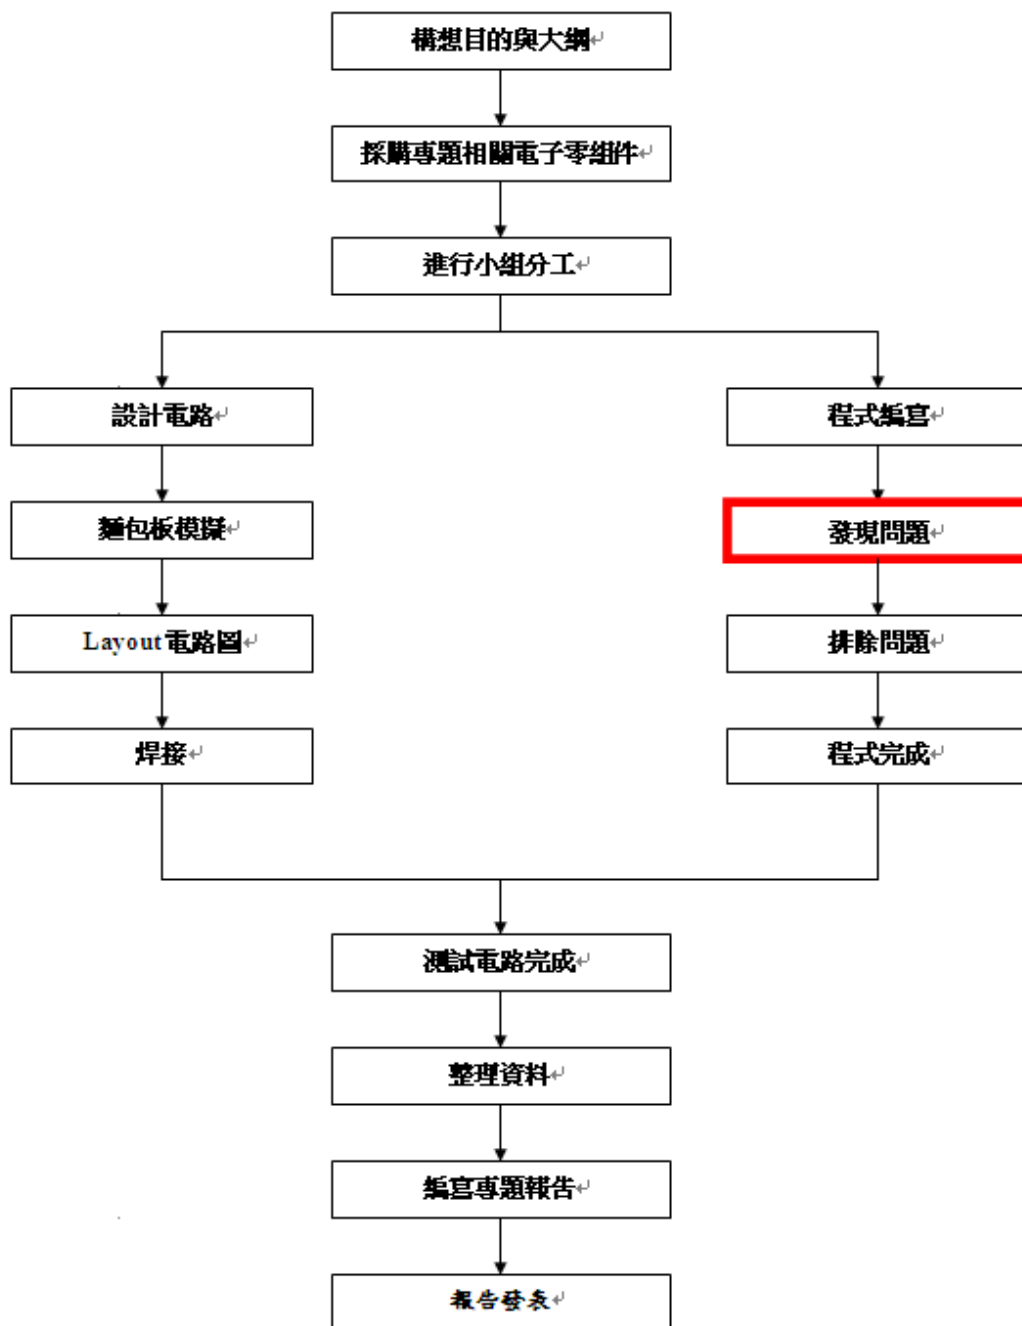 構想目的與大綱
採購專題相關電子零組件
進行小組分工
設計電路
程式編寫
麵包板模擬
發現問題
Layout電路圖
排除問題
焊接
程式完成
測試電路完成
整理資料
編寫專題報告
報告發表